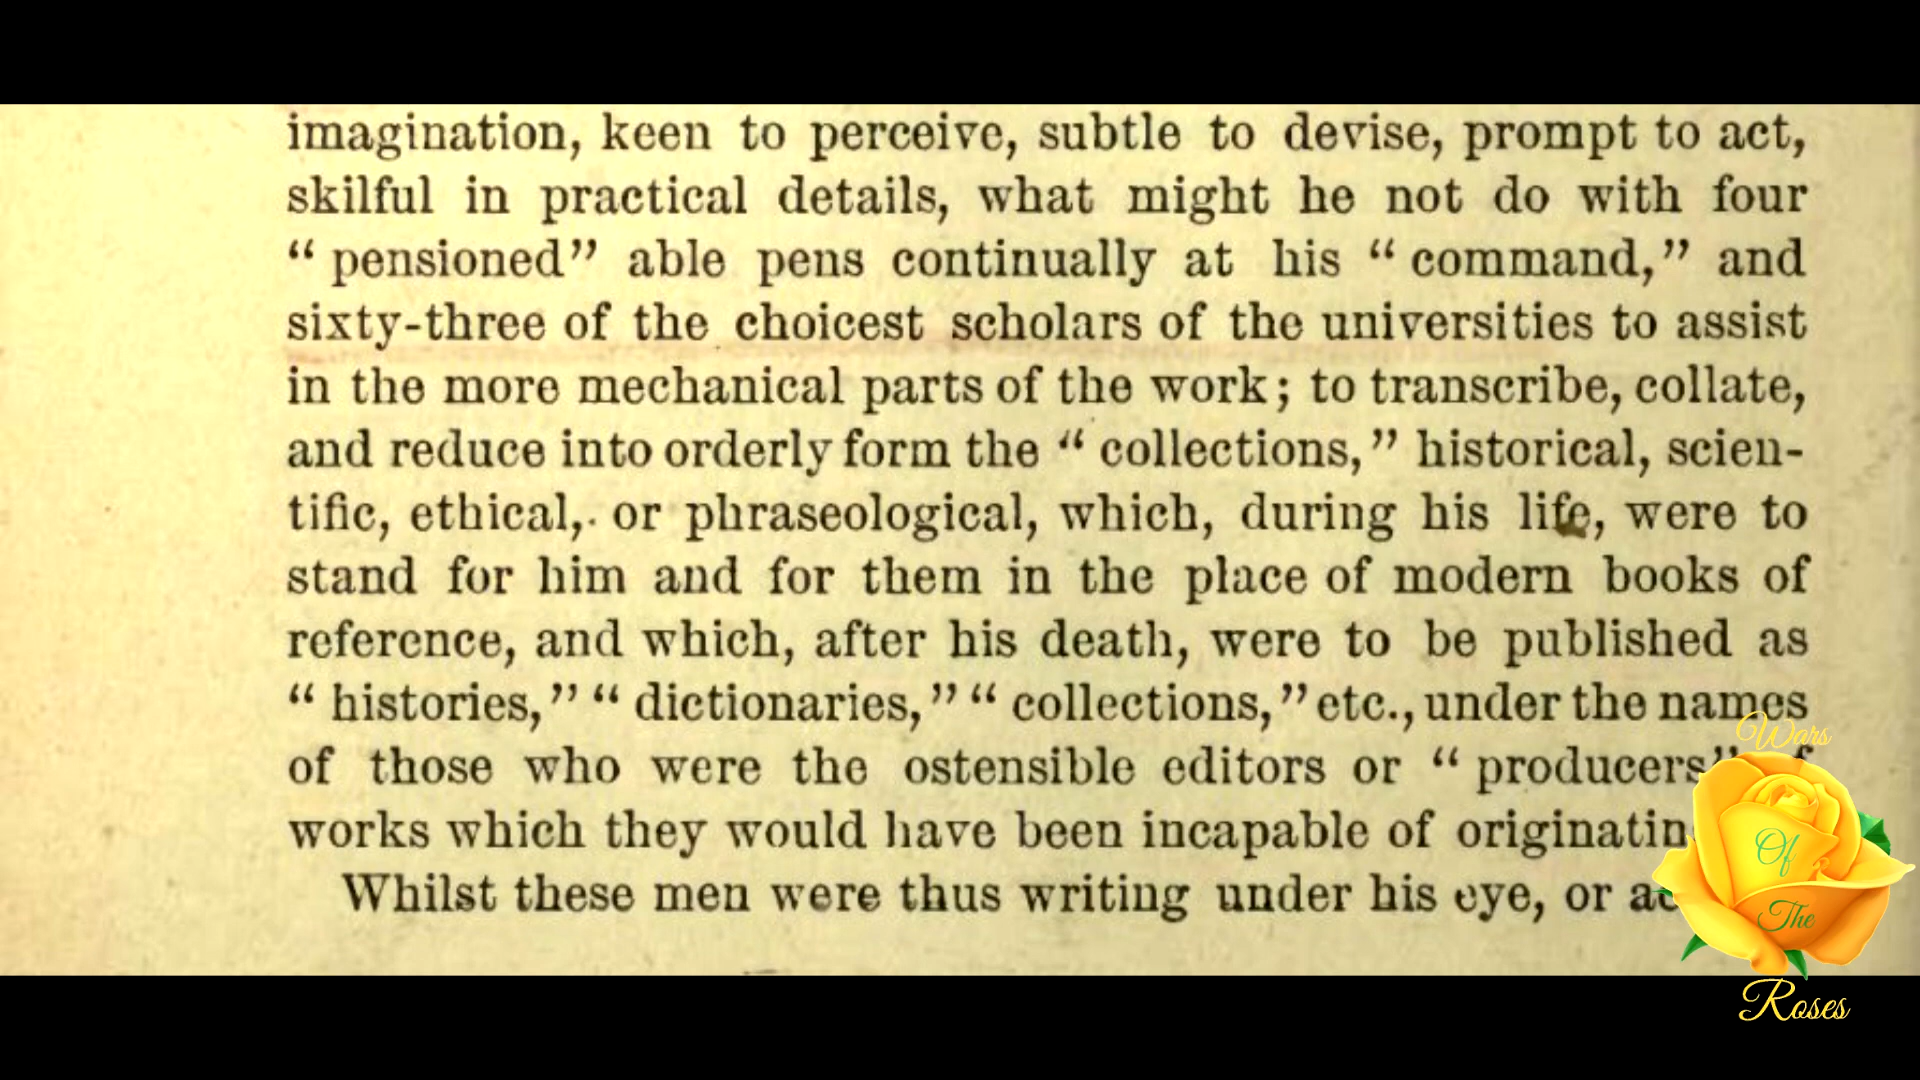 imagination, keen to perceive, subtle to devise, prompt to act,
skilful in practical details, what might he not do with four
“ pensioned” able pens continually at his “ command,” and
sixty-three of the choicest scholars of the universities to assist
in the more mechanical parts of the work; to transcribe, collate,
and reduce into orderly form the “ collections,” historical, scien-
tific, ethical, or phraseological, which, during his life, were to
stand for him and for them in the place of modern books of
reference, and which, after his death, were to be published as
“ histories,” “ dictionaries,” “ collections,” etc., under the names
of those who were the ostensible editors or “ producers”
works which they would have been incapable of
Whilst these men were thus writing under his eye, or
Wars
Of
The
Roses